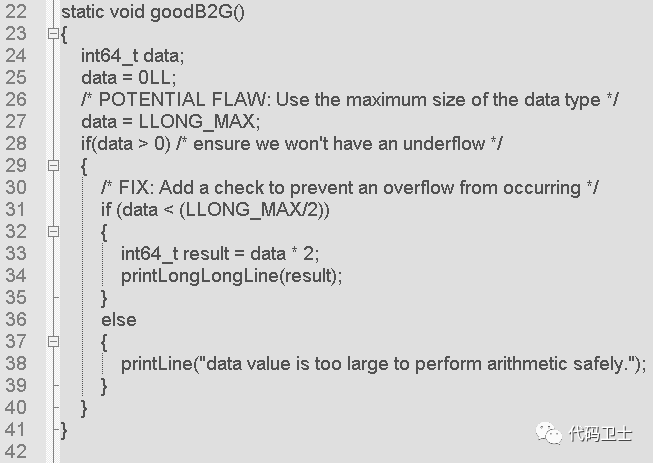 22 static void goodB2G()
23 {
24 int64_t data;
25 data = 0LL;
26 /* POTENTIAL FLAW: Use the maximum size of the data type */
27 data = LLONG_MAX;
28 if(data > 0) /* ensure we won't have an underflow */
29 {
30 /* FIX: Add a check to prevent an overflow from occurring */
31 if (data < (LLONG_MAX/2))
32 {
33 int64_t result = data * 2;
34 printLongLongLine(result);
35 }
36 else
37 {
38 printLine("data value is too large to perform arithmetic safely.");
39 }
40 }
41 }
42
代码卫士